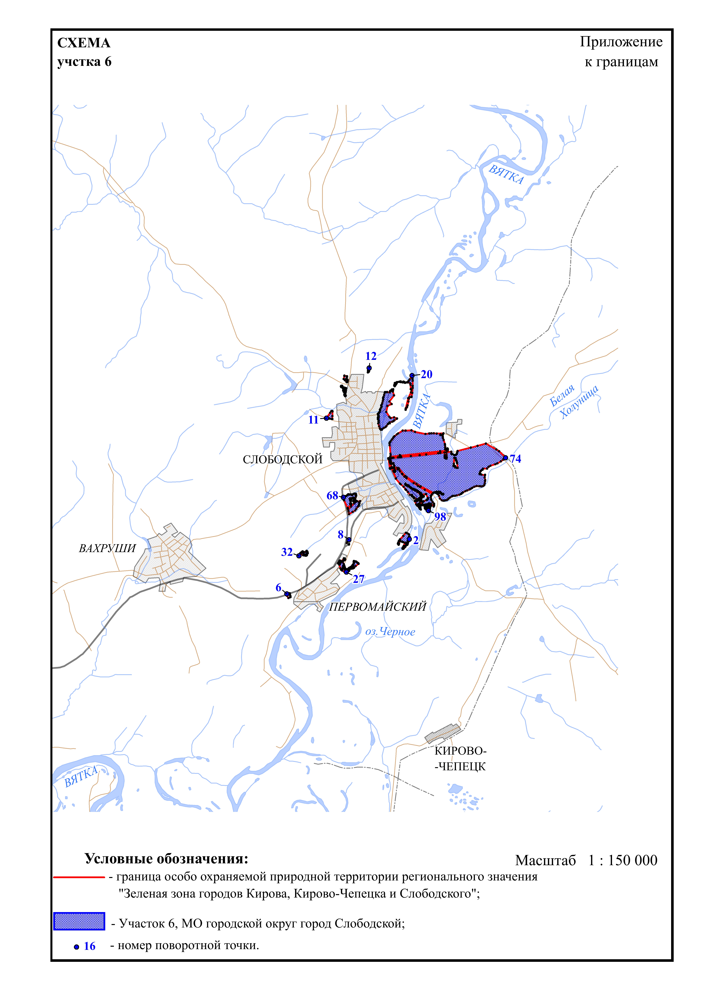 СХЕМА
учстка 6
Приложение
к границам
ВЯТКА
12
20
ВЯТКА
Белая
Холуница
11
СЛОБОДСКОЙ
74
68
98
8
2
ВАХРУШИ
32
27
6
ПЕРВОМАЙСКИЙ
оз.Черное
КИРОВО-
-ЧЕПЕЦК
ВЯТКА
Условные обозначения:
Масштаб 1 : 150 000
- граница особо охраняемой природной территории регионального значения
"Зеленая зона городов Кирова, Кирово-Чепецка и Слободского";
- Участок 6, МО городской округ город Слободской;
16 - номер поворотной точки.